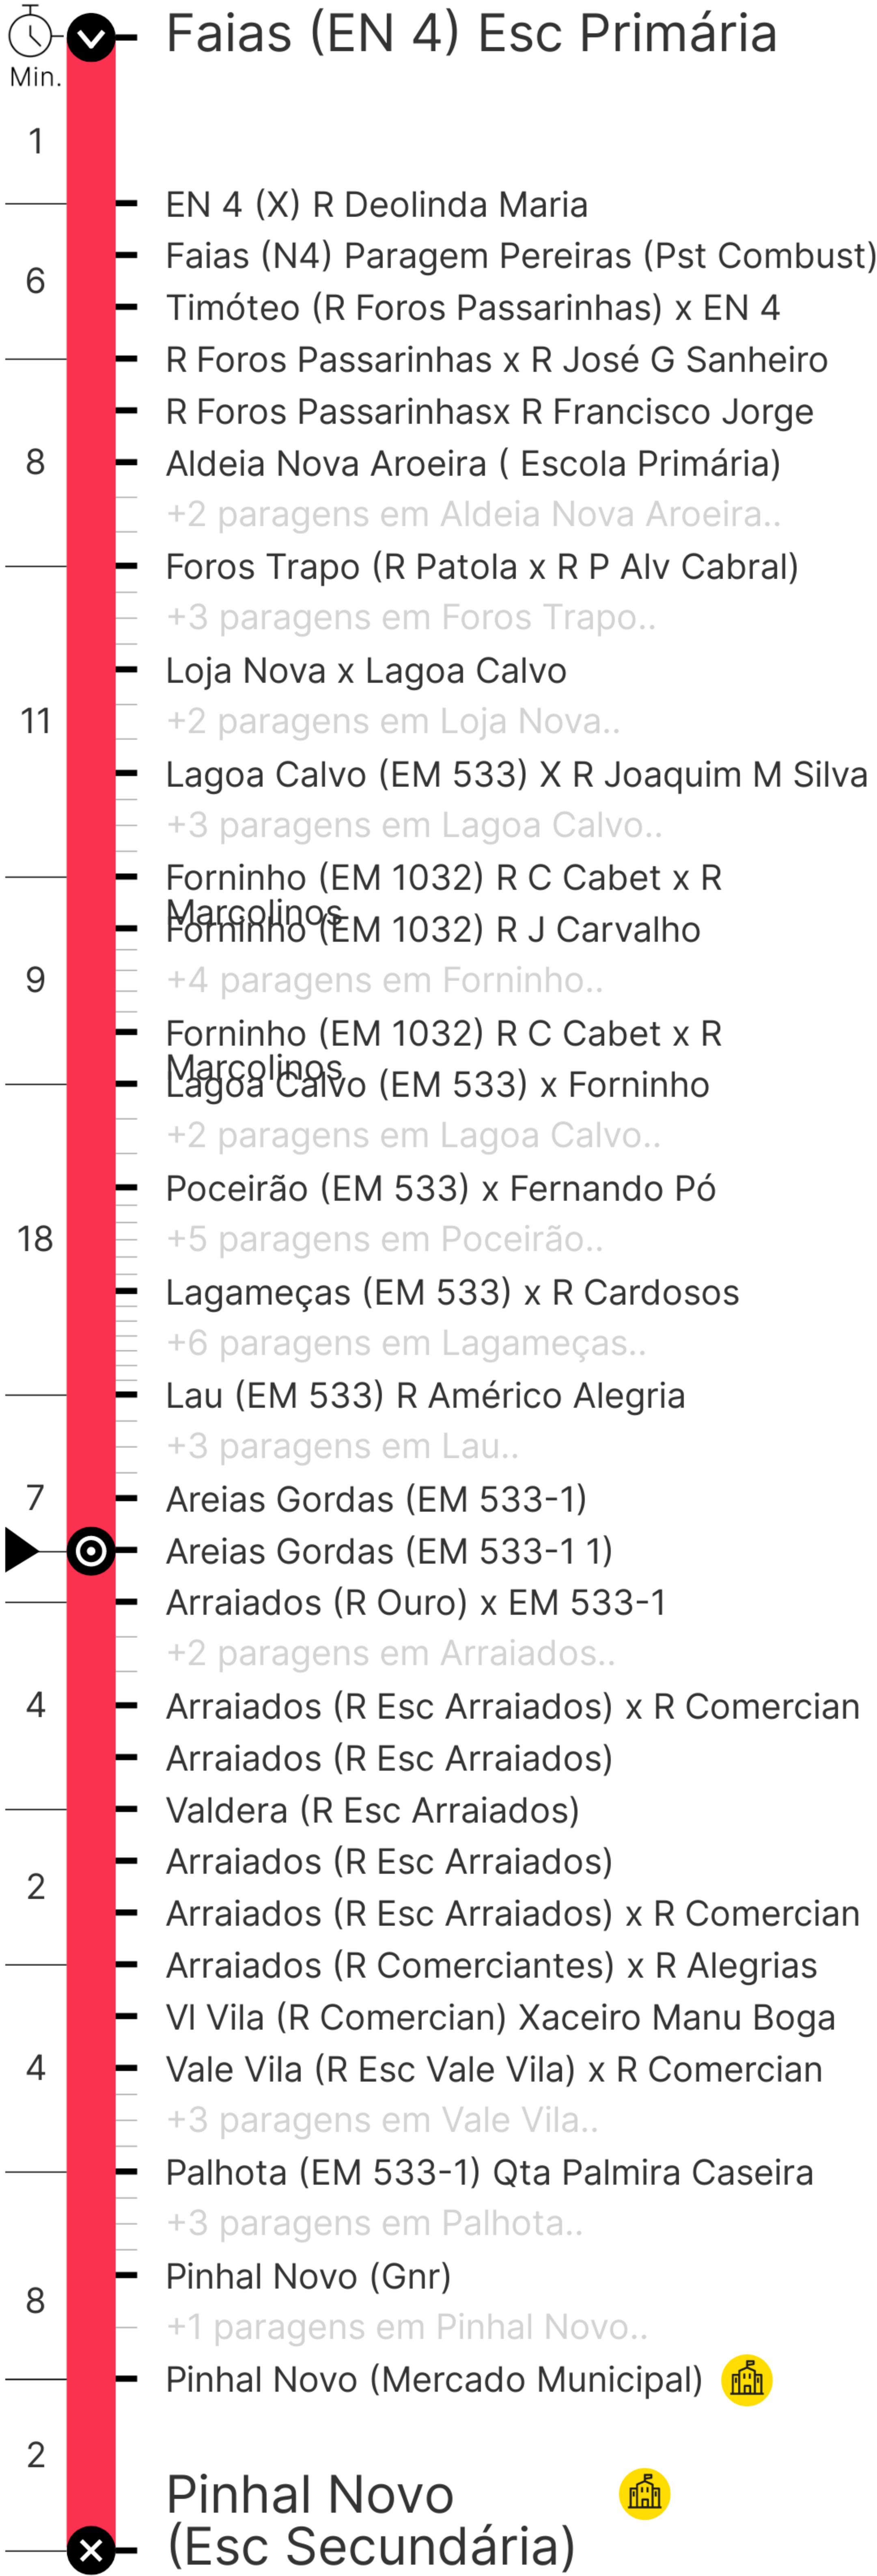 Faias (EN 4) Esc Primária
Min.
1
EN 4 (X) R Deolinda Maria
Faias (N4) Paragem Pereiras (Pst Combust)
6
Timóteo (R Foros Passarinhas) x EN 4
R Foros Passarinhas x R José G Sanheiro
R Foros Passarinhasx R Francisco Jorge
8
Aldeia Nova Aroeira ( Escola Primária)
+2 paragens em Aldeia Nova Aroeira..
Foros Trapo (R Patola x R P Alv Cabral)
+3 paragens em Foros Trapo..
Loja Nova x Lagoa Calvo
11
+2 paragens em Loja Nova..
Lagoa Calvo (EM 533) X R Joaquim M Silva
+3 paragens em Lagoa Calvo..
Forninho (EM 1032) R C Cabet x R
Marcolinos
Forninho (EM 1032) R J Carvalho
9
+4 paragens em Forninho..
Forninho (EM 1032) R C Cabet x R
Marcolinos
Lagoa Calvo (EM 533) x Forninho
+2 paragens em Lagoa Calvo..
Poceirão (EM 533) x Fernando Pó
18
+5 paragens em Poceirão..
Lagameças (EM 533) x R Cardosos
+6 paragens em Lagameças..
Lau (EM 533) R Américo Alegria
+3 paragens em Lau..
7
Areias Gordas (EM 533-1)
Areias Gordas (EM 533-1 1)
Arraiados (R Ouro) x EM 533-1
+2 paragens em Arraiados..
4
Arraiados (R Esc Arraiados) x R Comercian
Arraiados (R Esc Arraiados)
Valdera (R Esc Arraiados)
Arraiados (R Esc Arraiados)
2
Arraiados (R Esc Arraiados) x R Comercian
Arraiados (R Comerciantes) x R Alegrias
Vl Vila (R Comercian) Xaceiro Manu Boga
4
Vale Vila (R Esc Vale Vila) x R Comercian
+3 paragens em Vale Vila..
Palhota (EM 533-1) Qta Palmira Caseira
+3 paragens em Palhota..
Pinhal Novo (Gnr)
8
+1 paragens em Pinhal Novo..
Pinhal Novo (Mercado Municipal)
2
Pinhal Novo
(Esc Secundária)